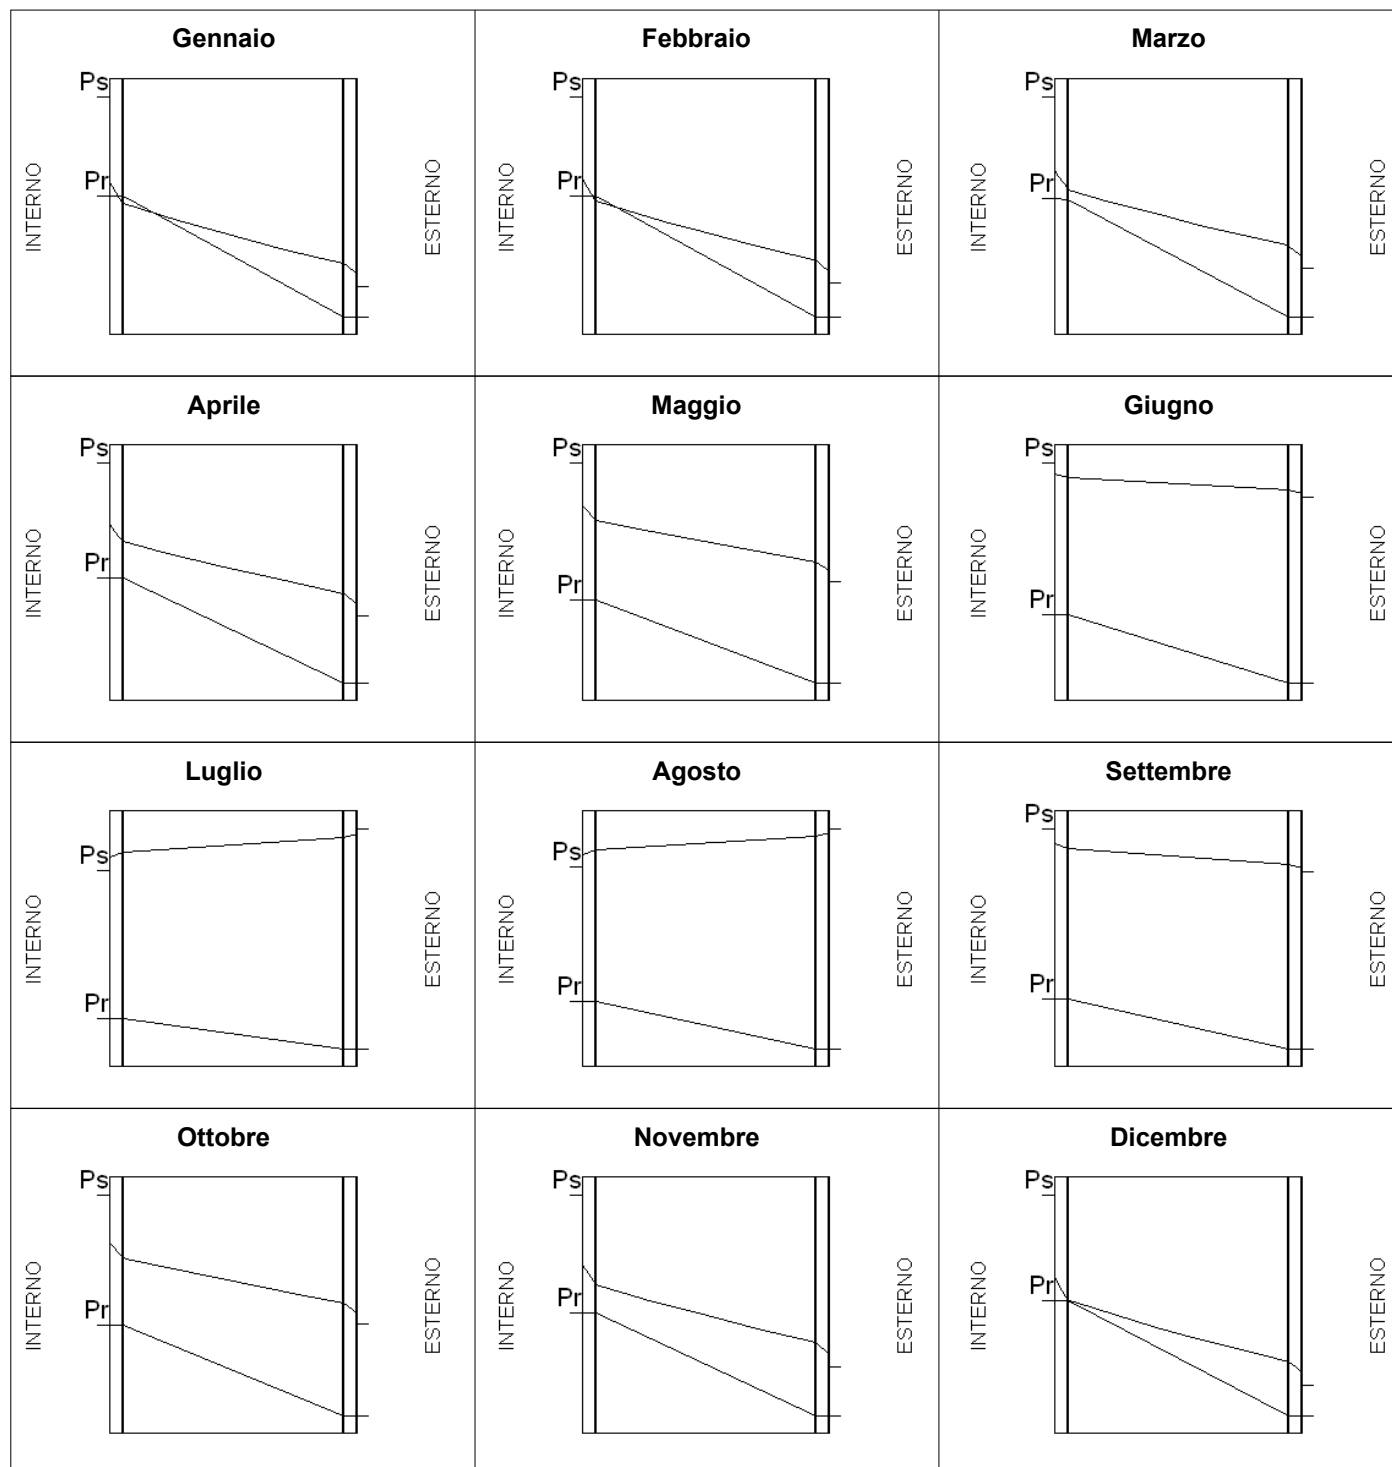 Gennaio
Ps
Pr
INTERNO
ESTERNO
Febbraio
Ps
Pr
INTERNO
ESTERNO
Marzo
Ps
Pr
INTERNO
ESTERNO
Aprile
Ps
Pr
INTERNO
ESTERNO
Maggio
Ps
Pr
INTERNO
ESTERNO
Giugno
Ps
Pr
INTERNO
ESTERNO
Luglio
Ps
Pr
INTERNO
ESTERNO
Agosto
Ps
Pr
INTERNO
ESTERNO
Settembre
Ps
Pr
INTERNO
ESTERNO
Ottobre
Ps
Pr
INTERNO
ESTERNO
Novembre
Ps
Pr
INTERNO
ESTERNO
Dicembre
Ps
Pr
INTERNO
ESTERNO